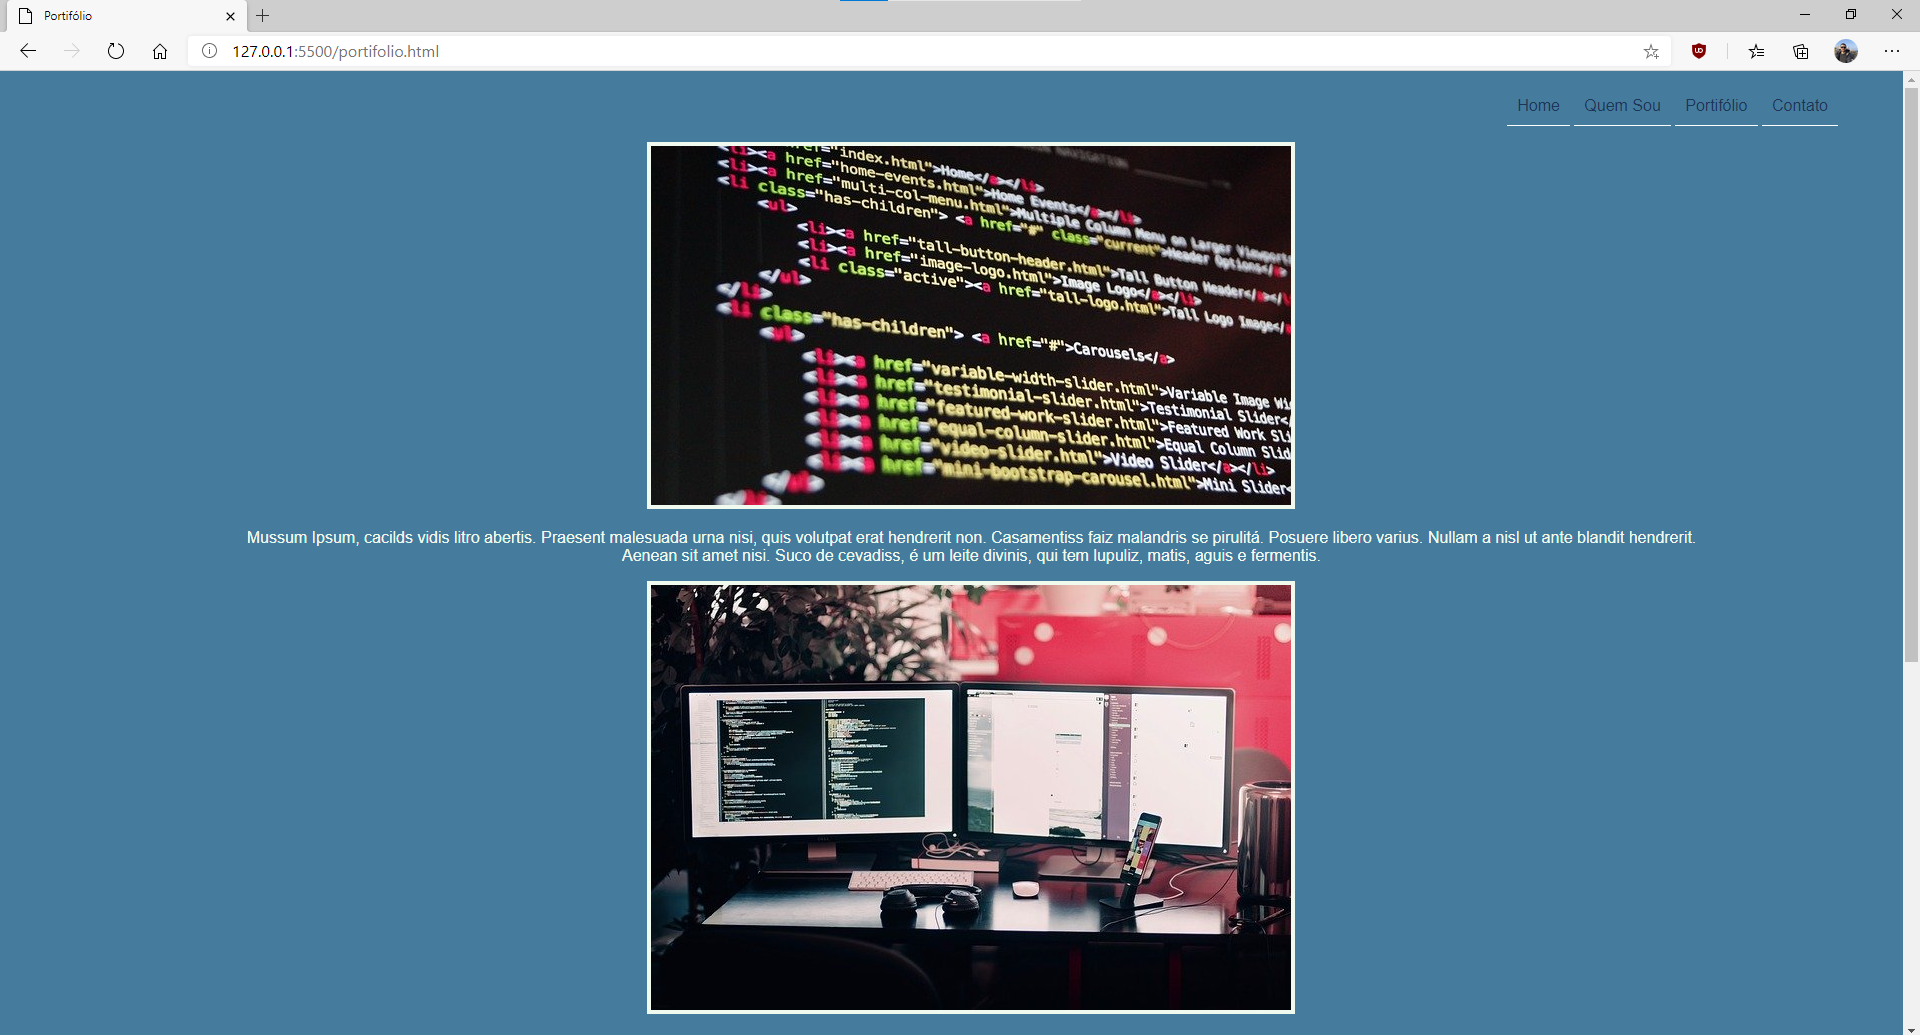 Portifólio
127.0.0.1:5500/portifolio.html
Home Quem Sou Portifólio Contato
="index.html">Home</a></li>
<li><a href="home-events.html">Home Events</a></li>
<li><a href="multi-col-menu.html">Multiple Column Menu on Larger Viewports
<li class="has-children"> <a href="#" class="current">Header Options</a>
<ul>
<li><a href="tall-button-header.html">Tall Button Header</a></li>
<li><a href="image-logo.html">Image Logo</a></li>
<li class="active"><a href="tall-logo.html">Tall Logo Image</
</ul>
</li>
<li class="has-children"> <a href="#">Carousels</a>
<ul>
<li><a href="variable-width-slider.html">Variable Image Wi
<li><a href="testimonial-slider.html">Testimonial Slider<
<li><a href="featured-work-slider.html">Featured Work Sli
<li><a href="equal-column-slider.html">Equal Column Slid
<li><a href="video-slider.html">Video Slider</a></li>
<li><a href="mini-bootstrap-carousel.html">Mini Slider<
</ul>
</li>
Mussum Ipsum, cacilds vidis litro abertis. Praesent malesuada urna nisi, quis volutpat erat hendrerit non. Casamentiss faiz malandris se pirulitá. Posuere libero varius. Nullam a nisl ut ante blandit hendrerit.
Aenean sit amet nisi. Suco de cevadiss, é um leite divinis, qui tem lupuliz, matis, aguis e fermentis.